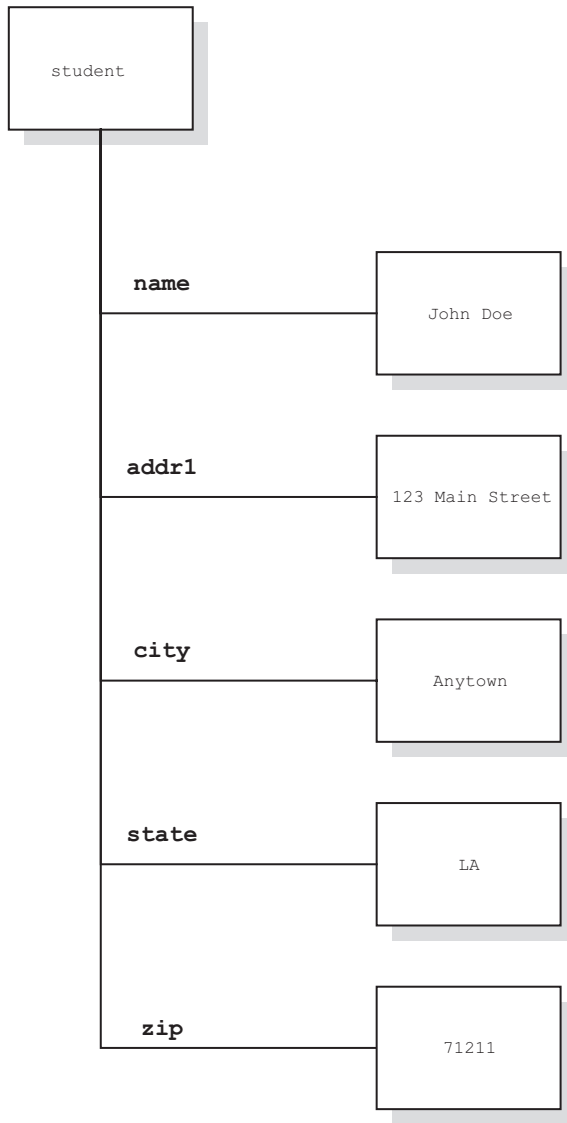 student
name
John Doe
addr1
123 Main Street
city
Anytown
state
LA
zip
71211